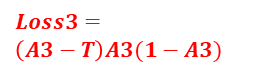 Loss3 =
(A3 − T)A3(1 − A3)